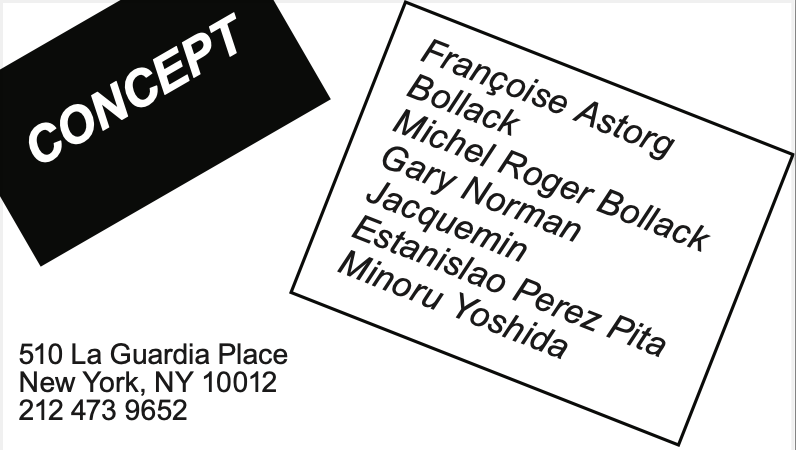 CONCEPT
Françoise Astorg
Bollack
Michel Roger Bollack
Gary Norman
Jacquemin
Estanislao Perez Pita
Minoru Yoshida
510 La Guardia Place
New York, NY 10012
212 473 9652